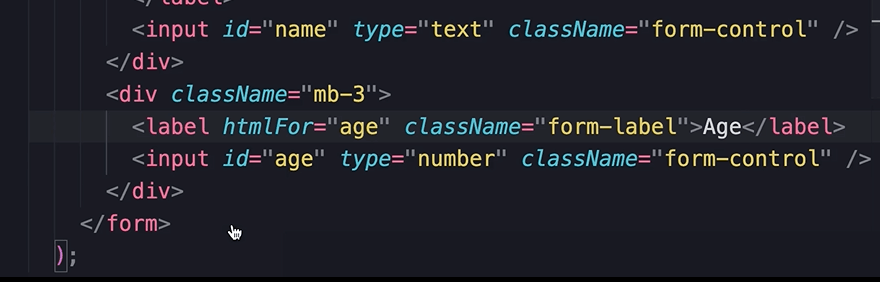 </label>
<input id="name" type="text" className="form-control" />
</div>
<div className="mb-3">
<label htmlFor="age" className="form-label">Age</label>
<input id="age" type="number" className="form-control" />
</div>
</form>
);